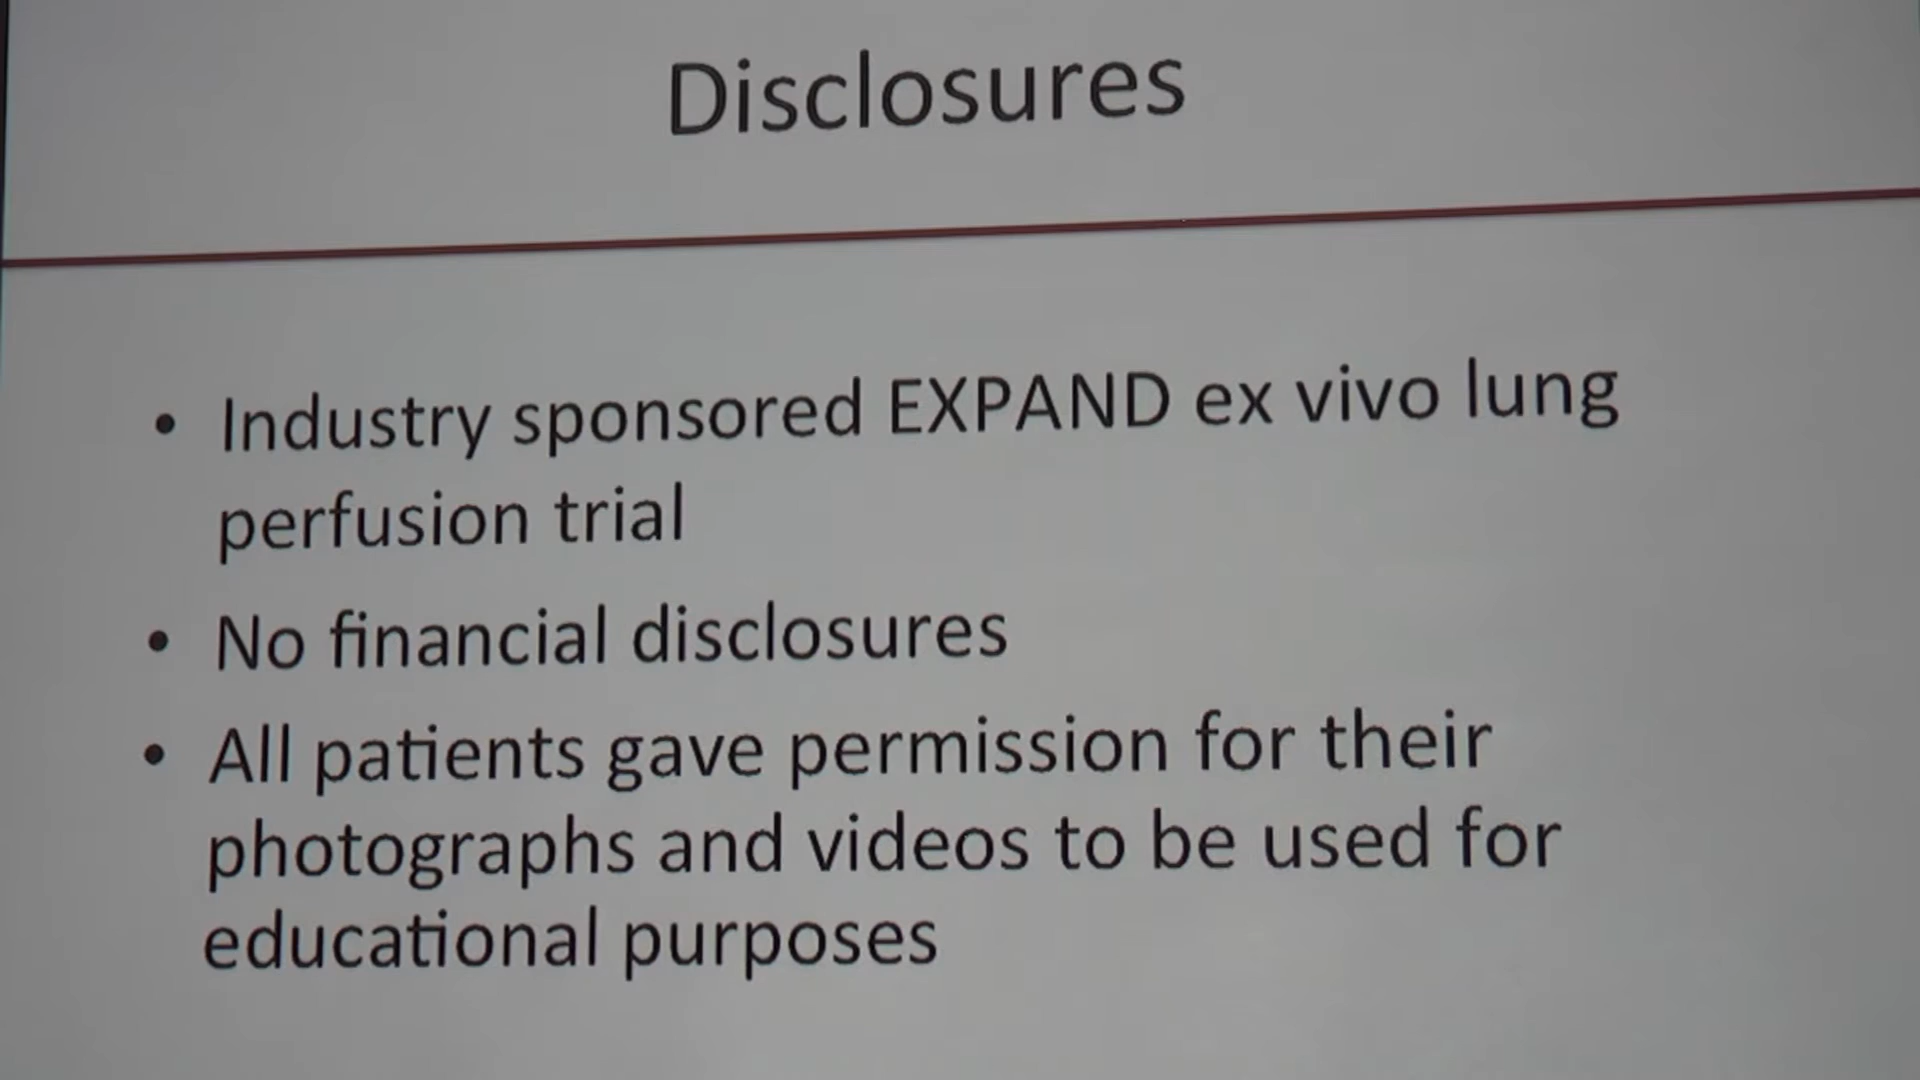 Disclosures
• Industry sponsored EXPAND ex vivo lung
perfusion trial
• No financial disclosures
• All patients gave permission for their
photographs and videos to be used for
educational purposes